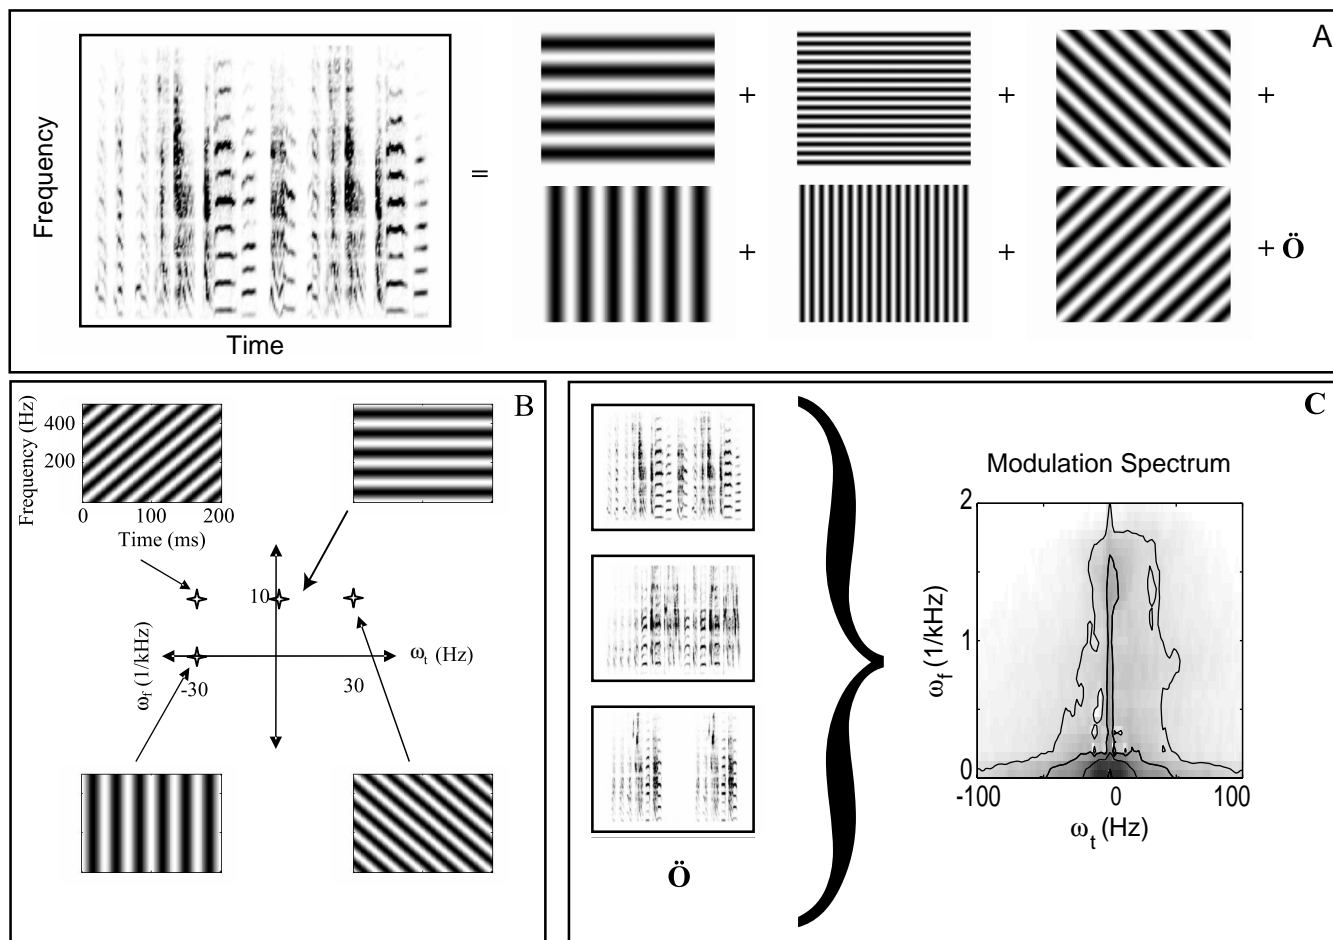 A
Frequency
=
+
+
+
+
+
+ Ö
Time
B
Frequency (Hz)
400
200
0
100
200
Time (ms)
10
ω_f (1/kHz)
ω_t (Hz)
-30
30
C
Ö
Modulation Spectrum
ω_f (1/kHz)
2
1
0
-100
0
100
ω_t (Hz)